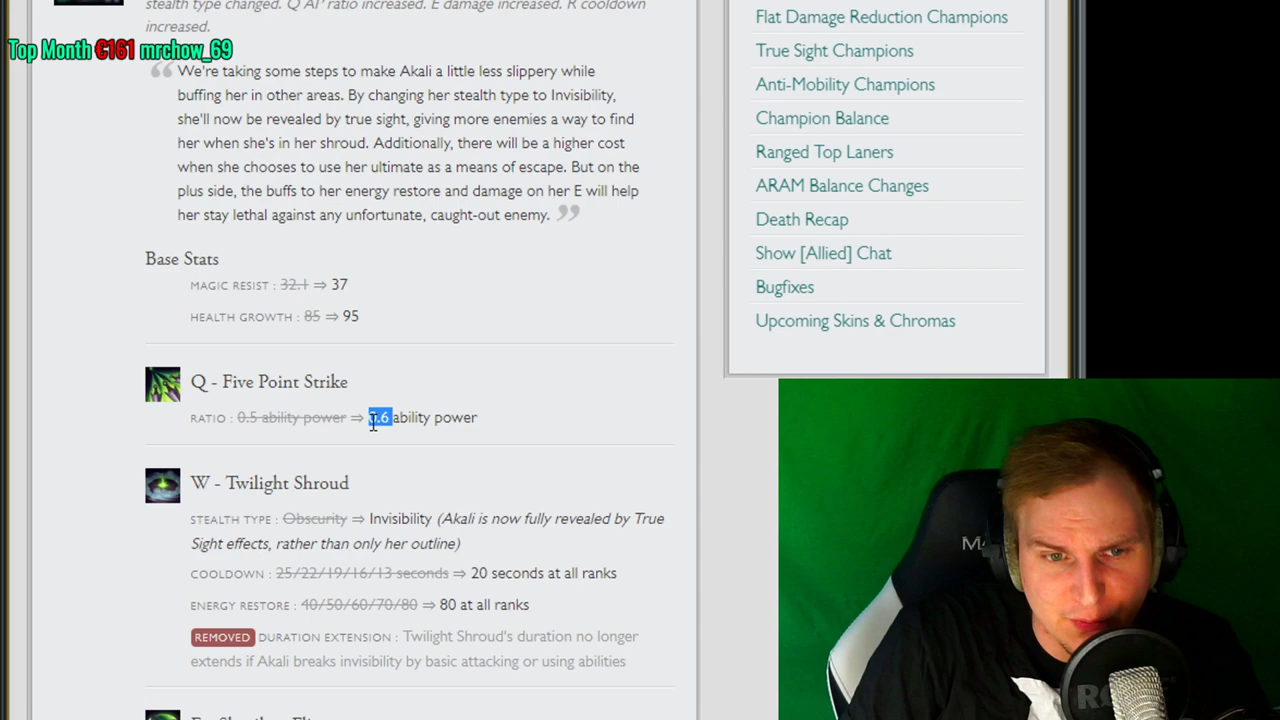 stealth type changed. Q AP ratio increased. E damage increased. R cooldown
increased.
Top Month €161 mrchow_69
“ We're taking some steps to make Akali a little less slippery while
buffing her in other areas. By changing her stealth type to Invisibility,
she'll now be revealed by true sight, giving more enemies a way to find
her when she's in her shroud. Additionally, there will be a higher cost
when she chooses to use her ultimate as a means of escape. But on the
plus side, the buffs to her energy restore and damage on her E will help
her stay lethal against any unfortunate, caught-out enemy. ”
Base Stats
MAGIC RESIST : 32.1 ⇒ 37
HEALTH GROWTH : 85 ⇒ 95
Q - Five Point Strike
RATIO : 0.5 ability power ⇒ 0.6 ability power
W - Twilight Shroud
STEALTH TYPE : Obscurity ⇒ Invisibility (Akali is now fully revealed by True
Sight effects, rather than only her outline)
COOLDOWN : 25/22/19/16/13 seconds ⇒ 20 seconds at all ranks
ENERGY RESTORE : 40/50/60/70/80 ⇒ 80 at all ranks
REMOVED DURATION EXTENSION : Twilight Shroud's duration no longer
extends if Akali breaks invisibility by basic attacking or using abilities
Flat Damage Reduction Champions
True Sight Champions
Anti-Mobility Champions
Champion Balance
Ranged Top Laners
ARAM Balance Changes
Death Recap
Show [Allied] Chat
Bugfixes
Upcoming Skins & Chromas